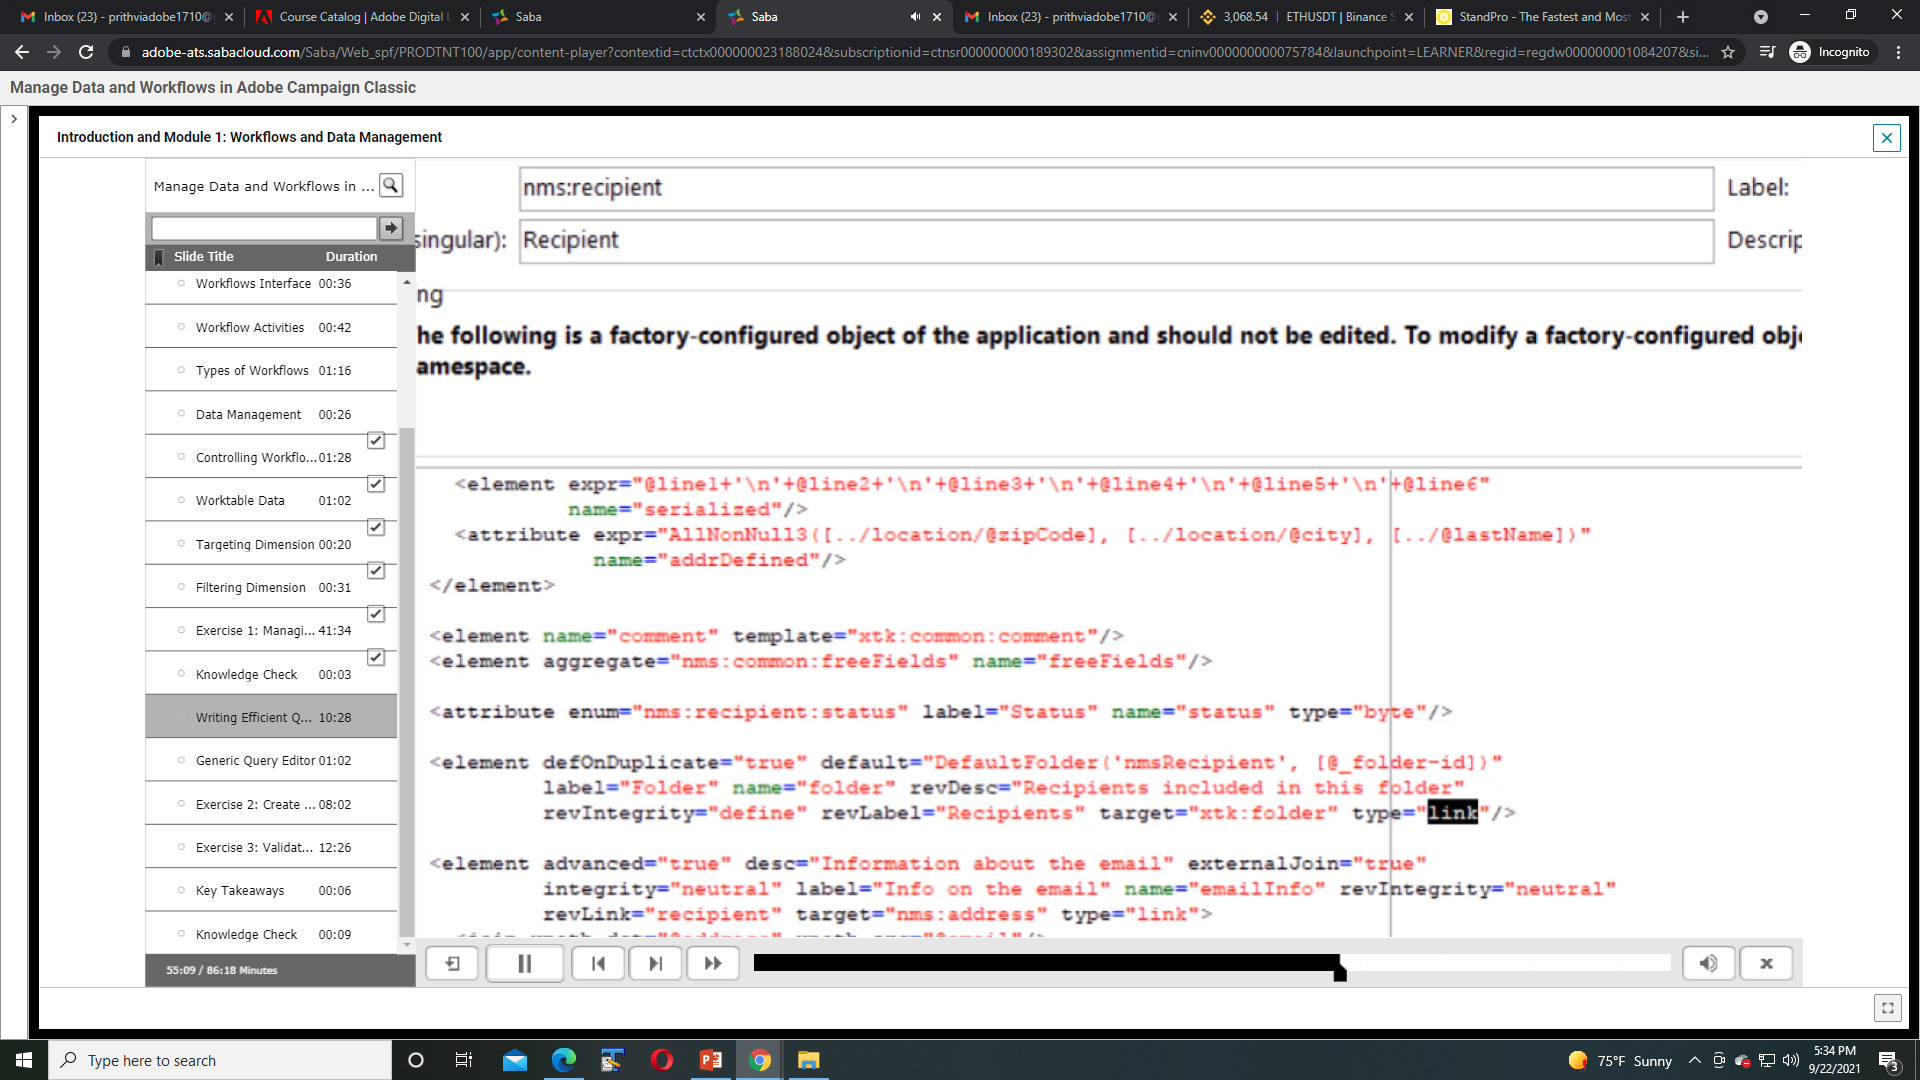 Inbox (23) - prithviadobe1710@
Course Catalog | Adobe Digital L
Saba
Saba
Inbox (23) - prithviadobe1710@
3,068.54 | ETHUSDT | Binance S
StandPro - The Fastest and Mos
adobe-ats.sabacloud.com/Saba/Web_spf/PRODTNT100/app/content-player?contextid=ctctx000000023188024&subscriptionid=ctnsr0000000000189302&assignmentid=cninv000000000075784&launchpoint=LEARNER&regid=regdw000000001084207&si...
Incognito
Manage Data and Workflows in Adobe Campaign Classic
Introduction and Module 1: Workflows and Data Management
Manage Data and Workflows in ...
Slide Title Duration
Workflows Interface 00:36
Workflow Activities 00:42
Types of Workflows 01:16
Data Management 00:26
Controlling Workflo... 01:28
Worktable Data 01:02
Targeting Dimension 00:20
Filtering Dimension 00:31
Exercise 1: Managi... 41:34
Knowledge Check 00:03
Writing Efficient Q... 10:28
Generic Query Editor 01:02
Exercise 2: Create ... 08:02
Exercise 3: Validat... 12:26
Key Takeaways 00:06
Knowledge Check 00:09
55:09 / 86:18 Minutes
nms:recipient Label:
singular): Recipient Descrip
ng
he following is a factory-configured object of the application and should not be edited. To modify a factory-configured obj
amespace.
<element expr="@line1+'\n'+@line2+'\n'+@line3+'\n'+@line4+'\n'+@line5+'\n'+@line6"
name="serialized"/>
<attribute expr="AllNonNull3([../location/@zipCode], [../location/@city], [../@lastName])"
name="addrDefined"/>
</element>
<element name="comment" template="xtk:common:comment"/>
<element aggregate="nms:common:freeFields" name="freeFields"/>
<attribute enum="nms:recipient:status" label="Status" name="status" type="byte"/>
<element defOnDuplicate="true" default="DefaultFolder('nmsRecipient', [@_folder-id])"
label="Folder" name="folder" revDesc="Recipients included in this folder"
revIntegrity="define" revLabel="Recipients" target="xtk:folder" type="link"/>
<element advanced="true" desc="Information about the email" externalJoin="true"
integrity="neutral" label="Info on the email" name="emailInfo" revIntegrity="neutral"
revLink="recipient" target="nms:address" type="link">
Type here to search
75°F Sunny
5:34 PM
9/22/2021
3